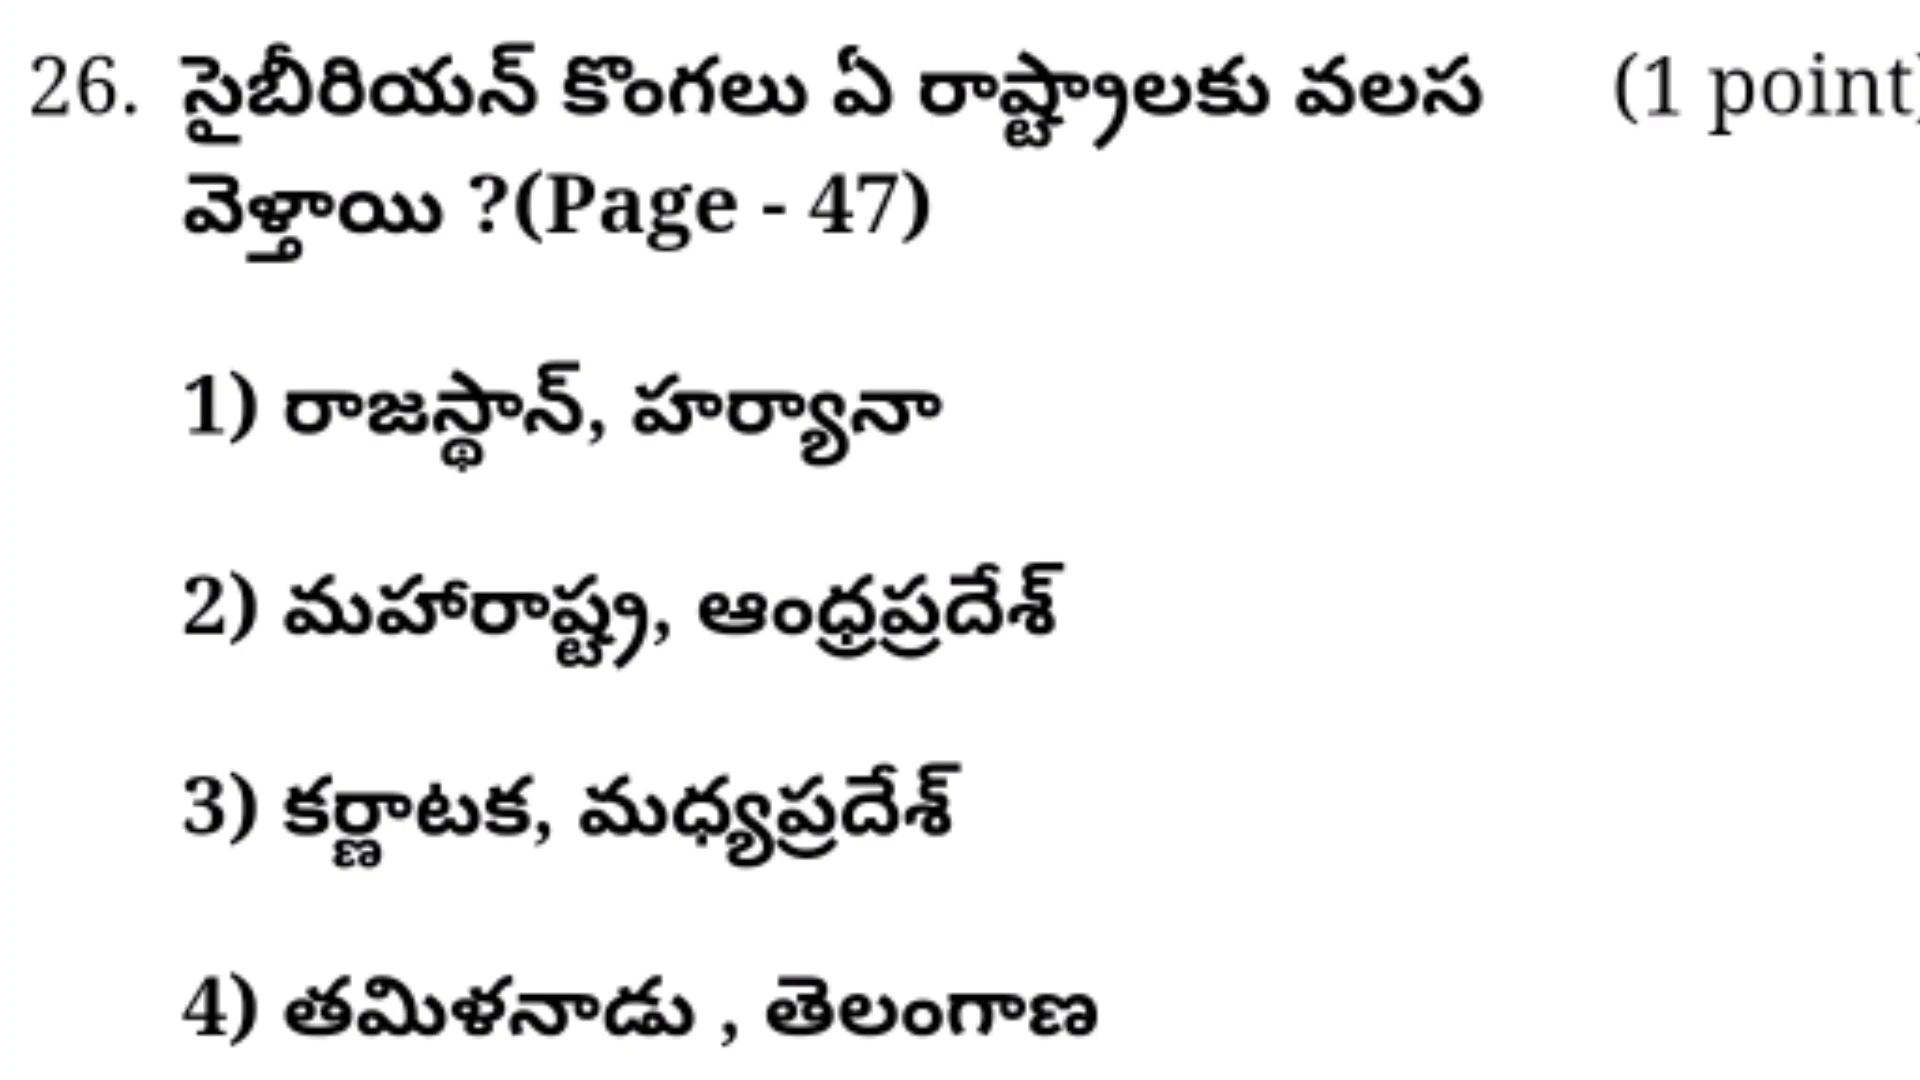 26. సైబీరియన్ కొంగలు ఏ రాష్ట్రాలకు వలస (1 point)
వెళ్తాయి ?(Page - 47)
1) రాజస్థాన్, హర్యానా
2) మహారాష్ట్ర, ఆంధ్రప్రదేశ్
3) కర్ణాటక, మధ్యప్రదేశ్
4) తమిళనాడు , తెలంగాణ